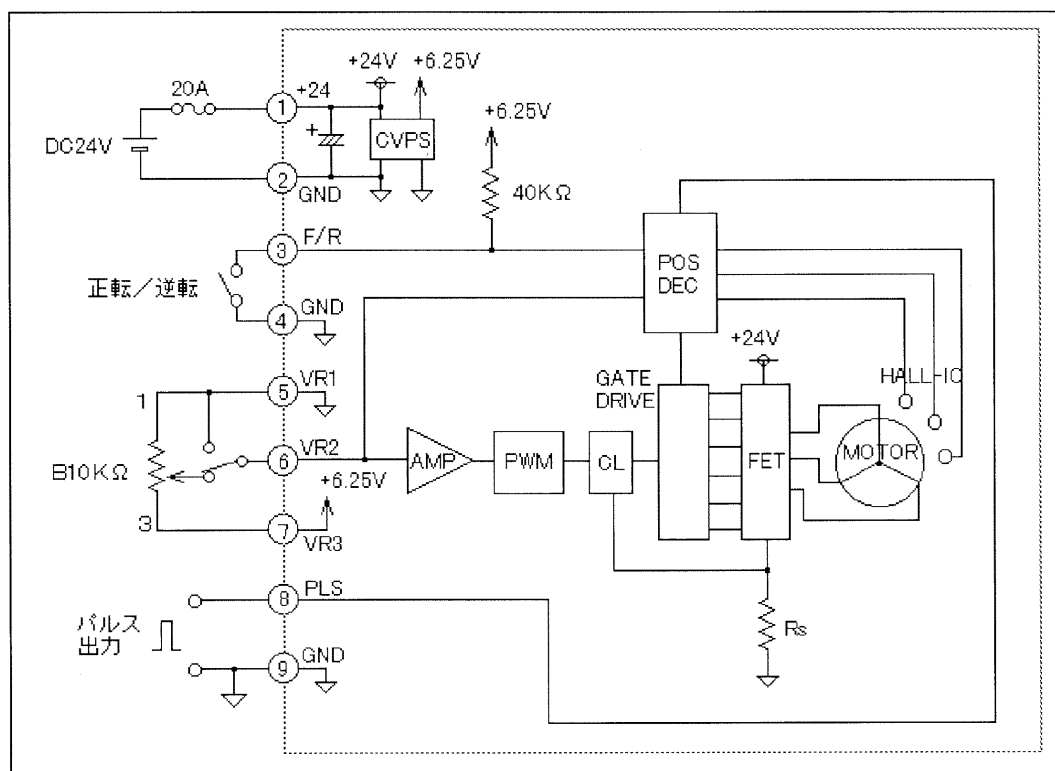 +24V
+6.25V
20A
1
+24
+
CVPS
DC24V
2
GND
+6.25V
40KΩ
3
F/R
POS
DEC
正転/逆転
4
GND
+24V
HALL-IC
GATE
DRIVE
5
VR1
1
B10KΩ
6
VR2
AMP
PWM
CL
FET
MOTOR
+6.25V
3
7
VR3
8
PLS
パルス
出力
Rs
9
GND